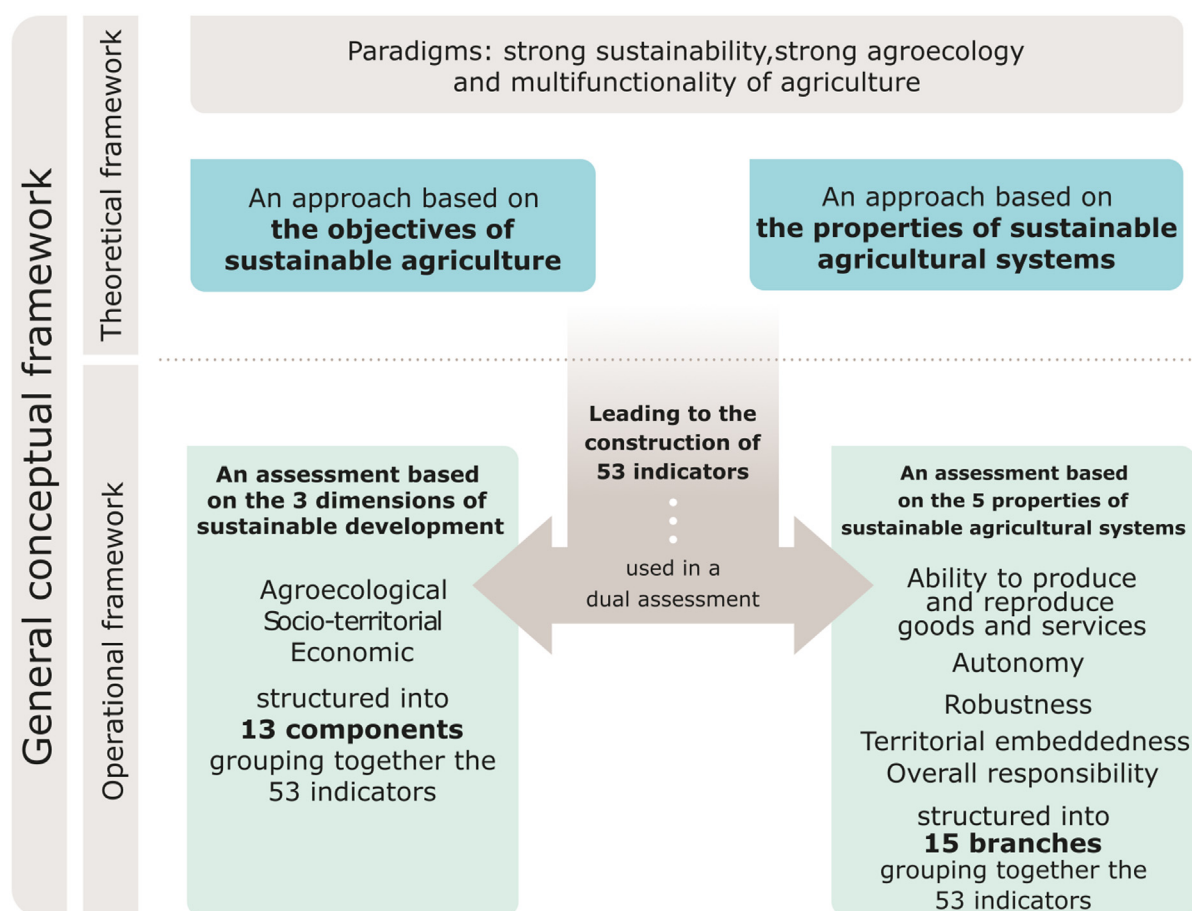 General conceptual framework
Theoretical framework
Paradigms: strong sustainability,strong agroecology
and multifunctionality of agriculture
An approach based on
the objectives of
sustainable agriculture
An approach based on
the properties of sustainable
agricultural systems
Operational framework
Leading to the
construction of
53 indicators
used in a
dual assessment
An assessment based
on the 3 dimensions of
sustainable development
Agroecological
Socio-territorial
Economic
structured into
13 components
grouping together the
53 indicators
An assessment based
on the 5 properties of
sustainable agricultural systems
Ability to produce
and reproduce
goods and services
Autonomy
Robustness
Territorial embeddedness
Overall responsibility
structured into
15 branches
grouping together the
53 indicators